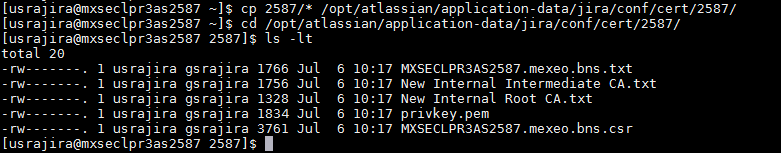 [usrajira@mxseclpr3as2587 ~]$ cp 2587/* /opt/atlassian/application-data/jira/conf/cert/2587/
[usrajira@mxseclpr3as2587 ~]$ cd /opt/atlassian/application-data/jira/conf/cert/2587/
[usrajira@mxseclpr3as2587 2587]$ ls -lt
total 20
-rw-------. 1 usrajira gsrajira 1766 Jul  6 10:17 MXSECLPR3AS2587.mexeo.bns.txt
-rw-------. 1 usrajira gsrajira 1756 Jul  6 10:17 New Internal Intermediate CA.txt
-rw-------. 1 usrajira gsrajira 1328 Jul  6 10:17 New Internal Root CA.txt
-rw-------. 1 usrajira gsrajira 1834 Jul  6 10:17 privkey.pem
-rw-------. 1 usrajira gsrajira 3761 Jul  6 10:17 MXSECLPR3AS2587.mexeo.bns.csr
[usrajira@mxseclpr3as2587 2587]$